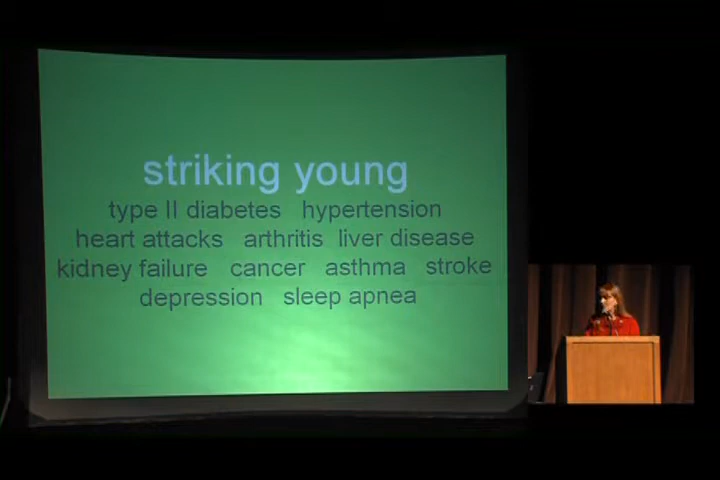 striking young
type II diabetes hypertension
heart attacks arthritis liver disease
kidney failure cancer asthma stroke
depression sleep apnea